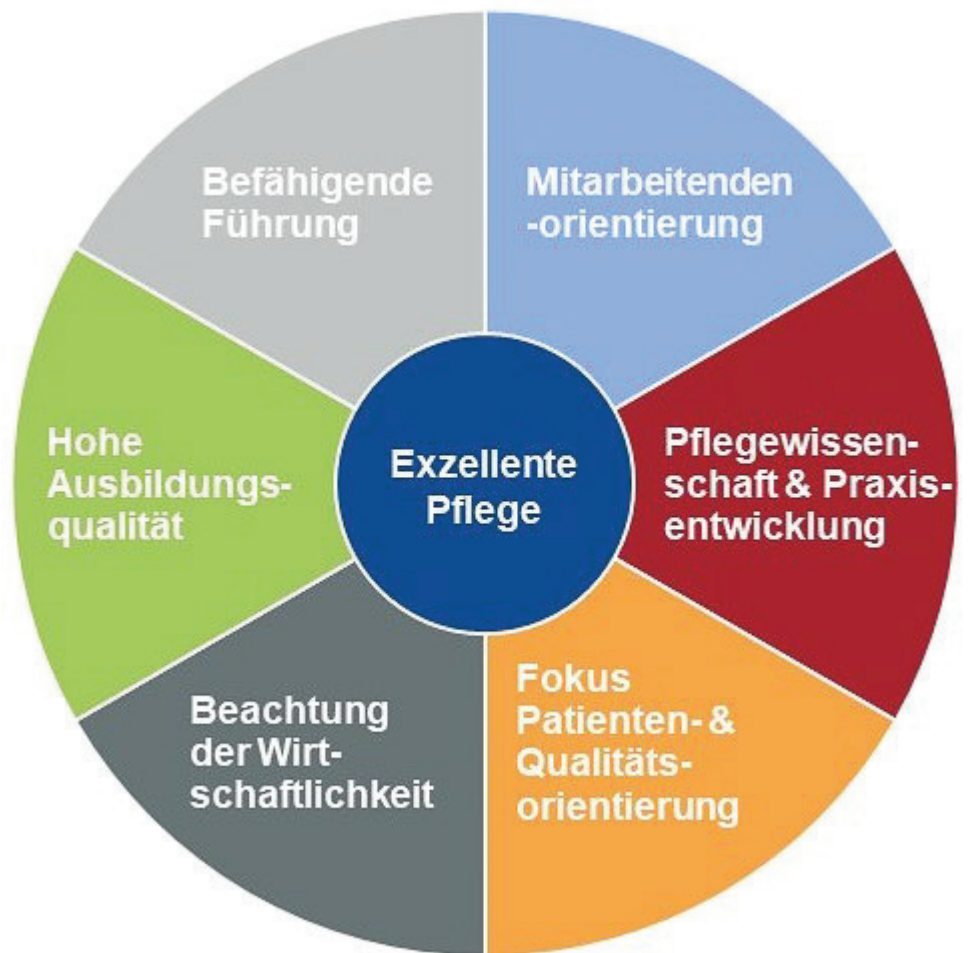 Befähigende
Führung
Mitarbeitenden
-orientierung
Hohe
Ausbildungs-
qualität
Exzellente
Pflege
Pflegewissen-
schaft & Praxis-
entwicklung
Beachtung
der Wirt-
schaftlichkeit
Fokus
Patienten- &
Qualitäts-
orientierung